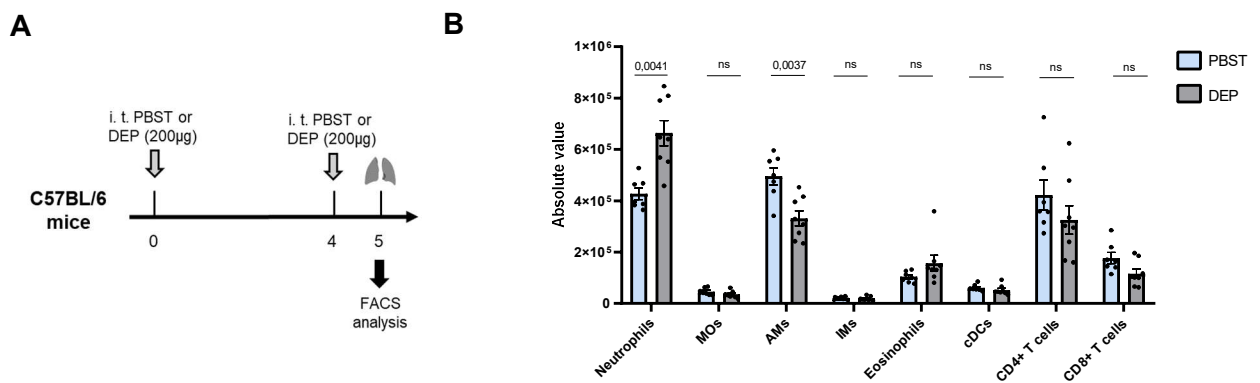 A
i. t. PBST or
DEP (200µg)
i. t. PBST or
DEP (200µg)
C57BL/6
mice
0
4
5
FACS
analysis
B
Absolute value
1×10⁶
8×10⁵
6×10⁵
4×10⁵
2×10⁵
0
0,0041
ns
0,0037
ns
ns
ns
ns
ns
Neutrophils
MOs
AMs
IMs
Eosinophils
cDCs
CD4+ T cells
CD8+ T cells
PBST
DEP